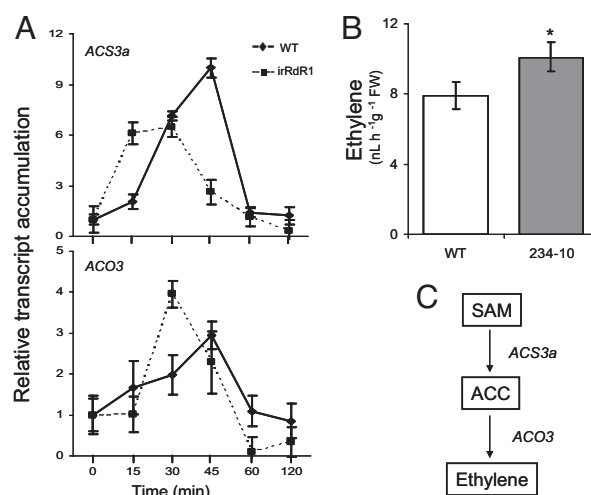 A
Relative transcript accumulation
ACS3a
WT
irRdR1
12
9
6
3
0
ACO3
5
4
3
2
1
0
0 15 30 45 60 120
Time (min)
B
Ethylene
(nL h -1g -1 FW)
12
8
4
0
*
WT 234-10
C
SAM
ACS3a
ACC
ACO3
Ethylene